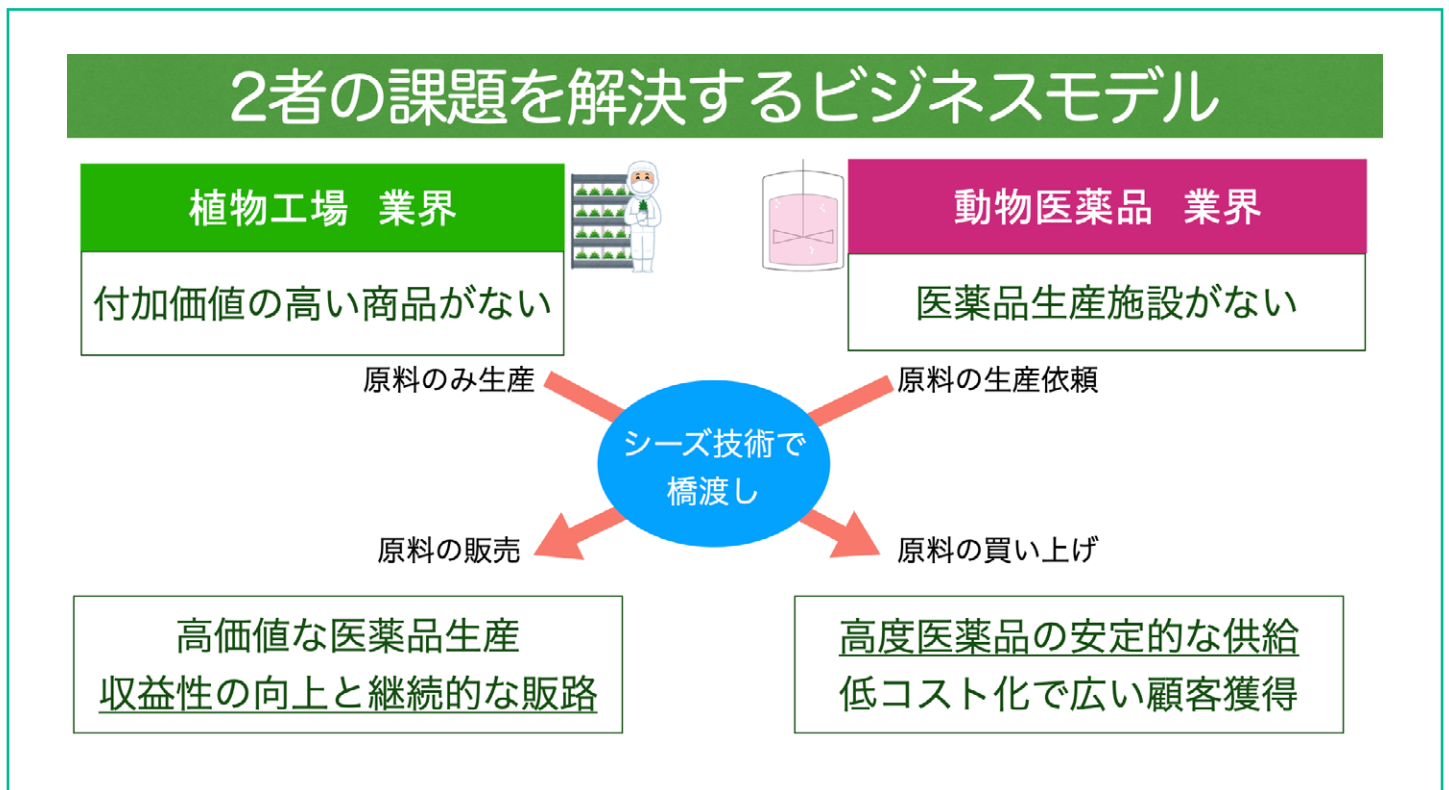 2者の課題を解決するビジネスモデル
植物工場 業界
動物医薬品 業界
付加価値の高い商品がない
医薬品生産施設がない
原料のみ生産
原料の生産依頼
シーズ技術で
橋渡し
原料の販売
原料の買い上げ
高価値な医薬品生産
収益性の向上と継続的な販路
高度医薬品の安定的な供給
低コスト化で広い顧客獲得